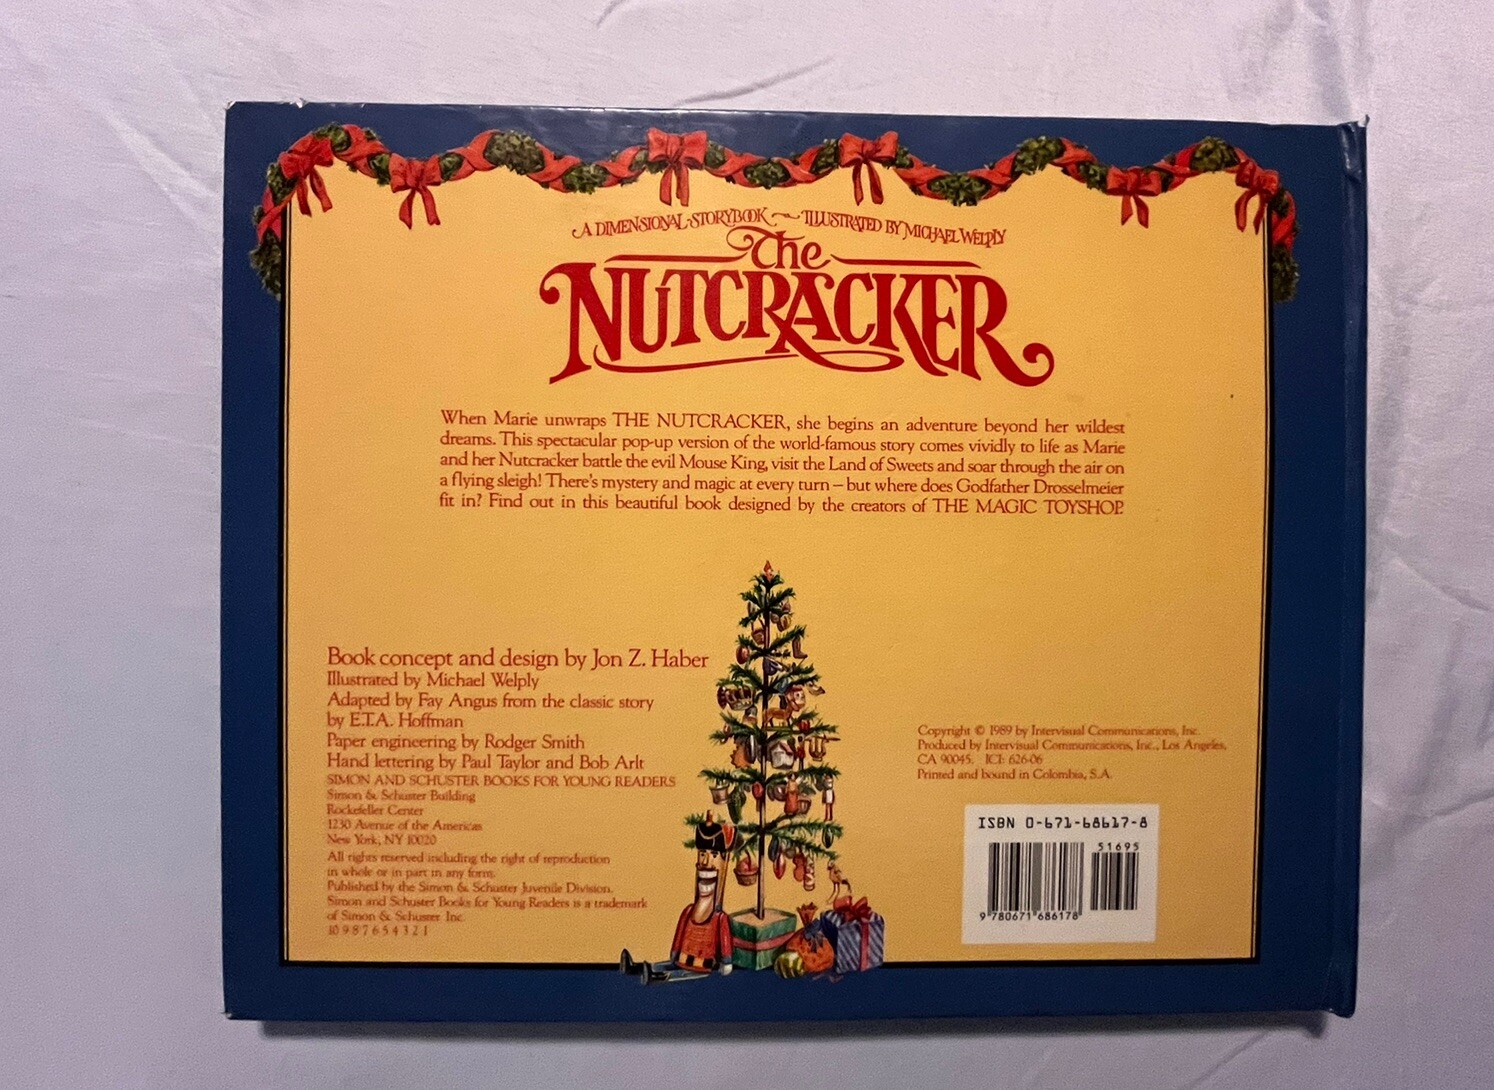 A DIMENSIONAL STORYBOOK ~ ILLUSTRATED BY MICHAEL WELPLY
The
NUTCRACKER
When Marie unwraps THE NUTCRACKER, she begins an adventure beyond her wildest
dreams. This spectacular pop-up version of the world-famous story comes vividly to life as Marie
and her Nutcracker battle the evil Mouse King, visit the Land of Sweets and soar through the air on
a flying sleigh! There's mystery and magic at every turn – but where does Godfather Drosselmeier
fit in? Find out in this beautiful book designed by the creators of THE MAGIC TOYSHOP.
Book concept and design by Jon Z. Haber
Illustrated by Michael Welply
Adapted by Fay Angus from the classic story
by E.T.A. Hoffman
Paper engineering by Rodger Smith
Hand lettering by Paul Taylor and Bob Arlt
SIMON AND SCHUSTER BOOKS FOR YOUNG READERS
Simon & Schuster Building
Rockefeller Center
1230 Avenue of the Americas
New York, NY 10020
All rights reserved including the right of reproduction
in whole or in part in any form.
Published by the Simon & Schuster Juvenile Division.
Simon and Schuster Books for Young Readers is a trademark
of Simon & Schuster Inc.
10 9 8 7 6 5 4 3 2 1
Copyright © 1989 by Intervisual Communications, Inc.
Produced by Intervisual Communications, Inc., Los Angeles,
CA 90045. ICI: 626-06
Printed and bound in Colombia, S.A.
ISBN 0-671-68617-8
51695
9 780671 686178